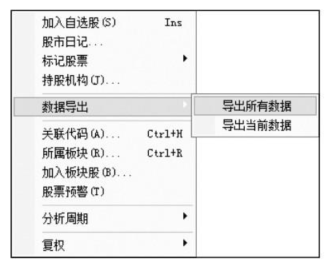 加入自选股(S) Ins
股市日记...
标记股票
持股机构(J)...
数据导出
导出所有数据
导出当前数据
关联代码(A)... Ctrl+H
所属板块(R)... Ctrl+R
加入板块股(B)...
股票预警(T)
分析周期
复权